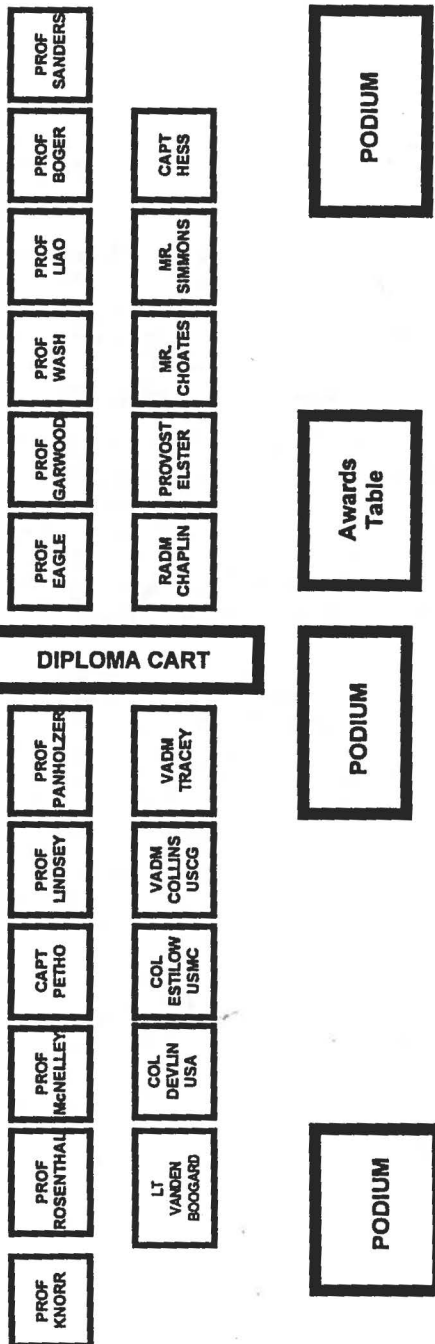 PROF
KNORR
PROF
ROSENTHAL
PROF
McNELLEY
CAPT
PETHO
PROF
LINDSEY
PROF
PANHOLZER
DIPLOMA CART
PROF
EAGLE
PROF
GARWOOD
PROF
WASH
PROF
LIAO
PROF
BOGER
PROF
SANDERS
LT
VANDEN
BOOGARD
COL
DEVLIN
USA
COL
ESTILOW
USMC
VADM
COLLINS
USCG
VADM
TRACEY
RADM
CHAPLIN
PROVOST
ELSTER
MR.
CHOATES
MR.
SIMMONS
CAPT
HESS
PODIUM
PODIUM
Awards
Table
PODIUM